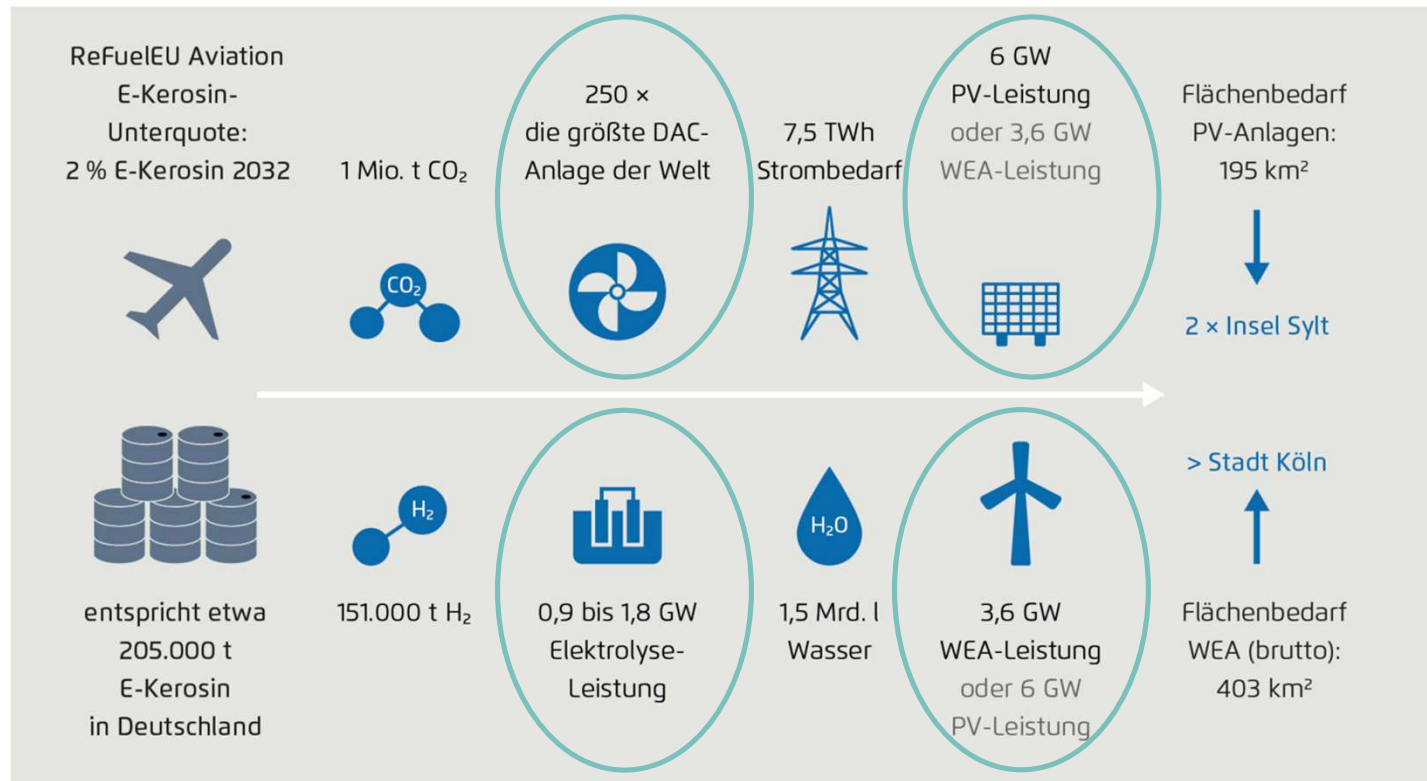 ReFuelEU Aviation
E-Kerosin-
Unterquote:
2 % E-Kerosin 2032
1 Mio. t CO₂
250 ×
die größte DAC-
Anlage der Welt
7,5 TWh
Strombedarf
6 GW
PV-Leistung
oder 3,6 GW
WEA-Leistung
Flächenbedarf
PV-Anlagen:
195 km²
CO₂
2 × Insel Sylt
> Stadt Köln
H₂
H₂O
entspricht etwa
205.000 t
E-Kerosin
in Deutschland
151.000 t H₂
0,9 bis 1,8 GW
Elektrolyse-
Leistung
1,5 Mrd. l
Wasser
3,6 GW
WEA-Leistung
oder 6 GW
PV-Leistung
Flächenbedarf
WEA (brutto):
403 km²